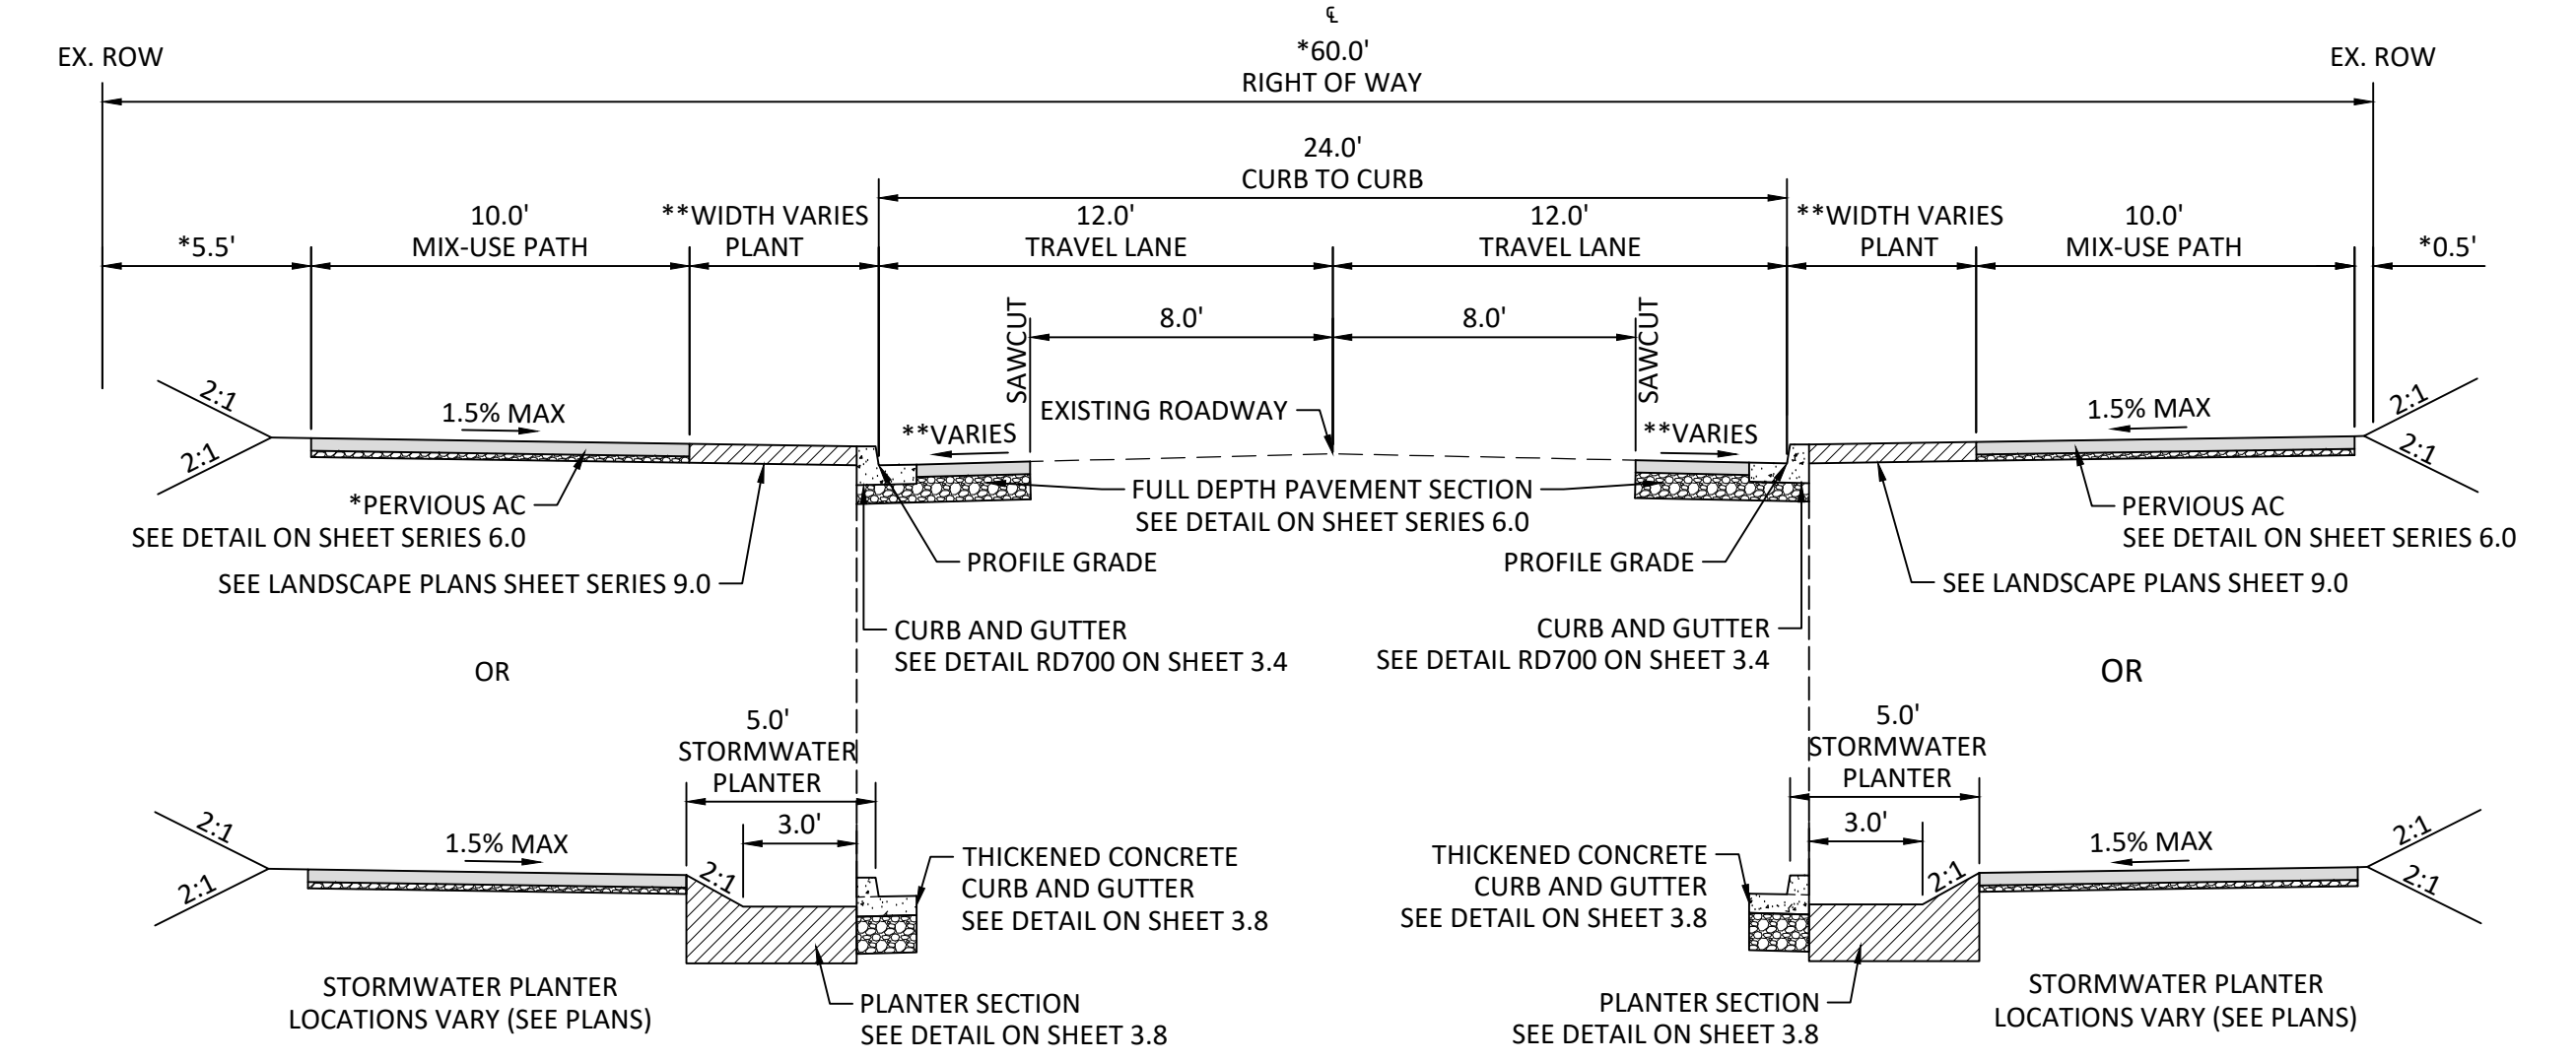 ℄
*60.0'
RIGHT OF WAY
EX. ROW
EX. ROW
24.0'
CURB TO CURB
*5.5'
10.0'
MIX-USE PATH
**WIDTH VARIES
PLANT
12.0'
TRAVEL LANE
12.0'
TRAVEL LANE
**WIDTH VARIES
PLANT
10.0'
MIX-USE PATH
*0.5'
SAWCUT
8.0'
8.0'
SAWCUT
2:1
2:1
1.5% MAX
**VARIES
EXISTING ROADWAY
**VARIES
1.5% MAX
2:1
2:1
*PERVIOUS AC
SEE DETAIL ON SHEET SERIES 6.0
SEE LANDSCAPE PLANS SHEET SERIES 9.0
FULL DEPTH PAVEMENT SECTION
SEE DETAIL ON SHEET SERIES 6.0
PROFILE GRADE
PROFILE GRADE
PERVIOUS AC
SEE DETAIL ON SHEET SERIES 6.0
SEE LANDSCAPE PLANS SHEET 9.0
CURB AND GUTTER
SEE DETAIL RD700 ON SHEET 3.4
CURB AND GUTTER
SEE DETAIL RD700 ON SHEET 3.4
OR
OR
5.0'
STORMWATER
PLANTER
3.0'
5.0'
STORMWATER
PLANTER
3.0'
2:1
2:1
1.5% MAX
2:1
THICKENED CONCRETE
CURB AND GUTTER
SEE DETAIL ON SHEET 3.8
THICKENED CONCRETE
CURB AND GUTTER
SEE DETAIL ON SHEET 3.8
2:1
1.5% MAX
2:1
2:1
STORMWATER PLANTER
LOCATIONS VARY (SEE PLANS)
PLANTER SECTION
SEE DETAIL ON SHEET 3.8
PLANTER SECTION
SEE DETAIL ON SHEET 3.8
STORMWATER PLANTER
LOCATIONS VARY (SEE PLANS)